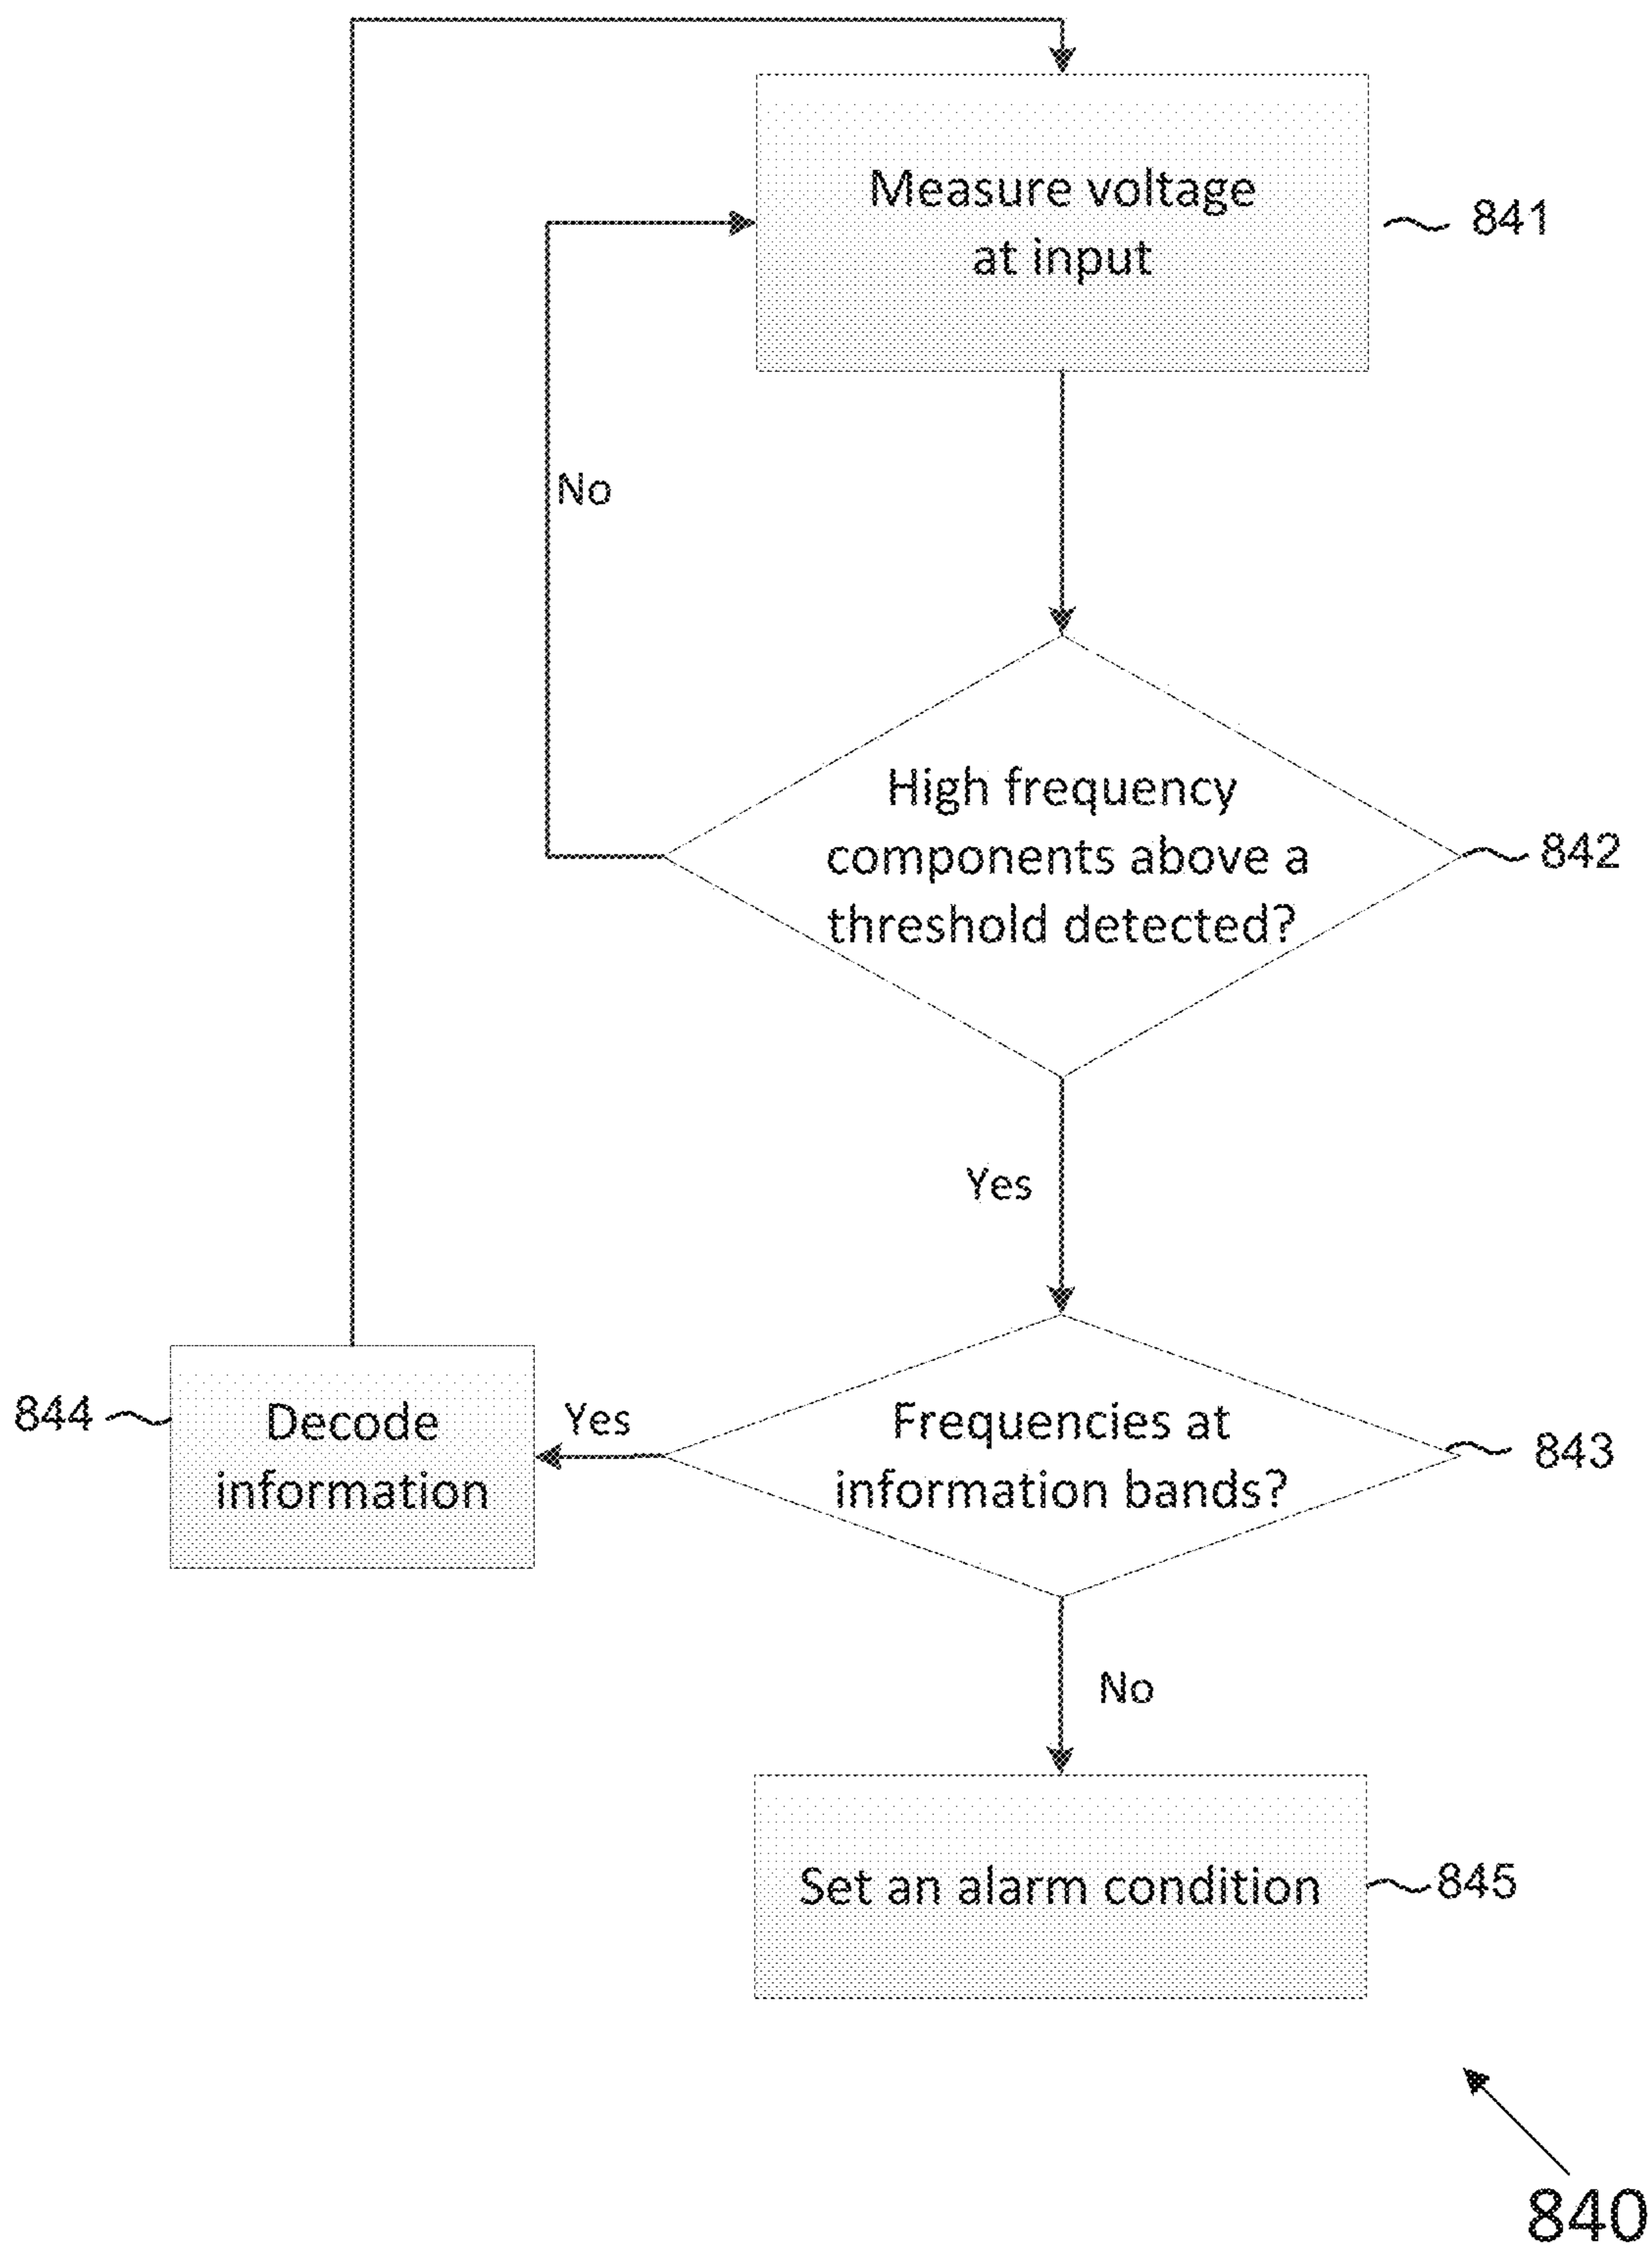 Measure voltage
at input
841
No
High frequency
components above a
threshold detected?
842
Yes
844
Decode
information
Yes
Frequencies at
information bands?
843
No
Set an alarm condition
845
840